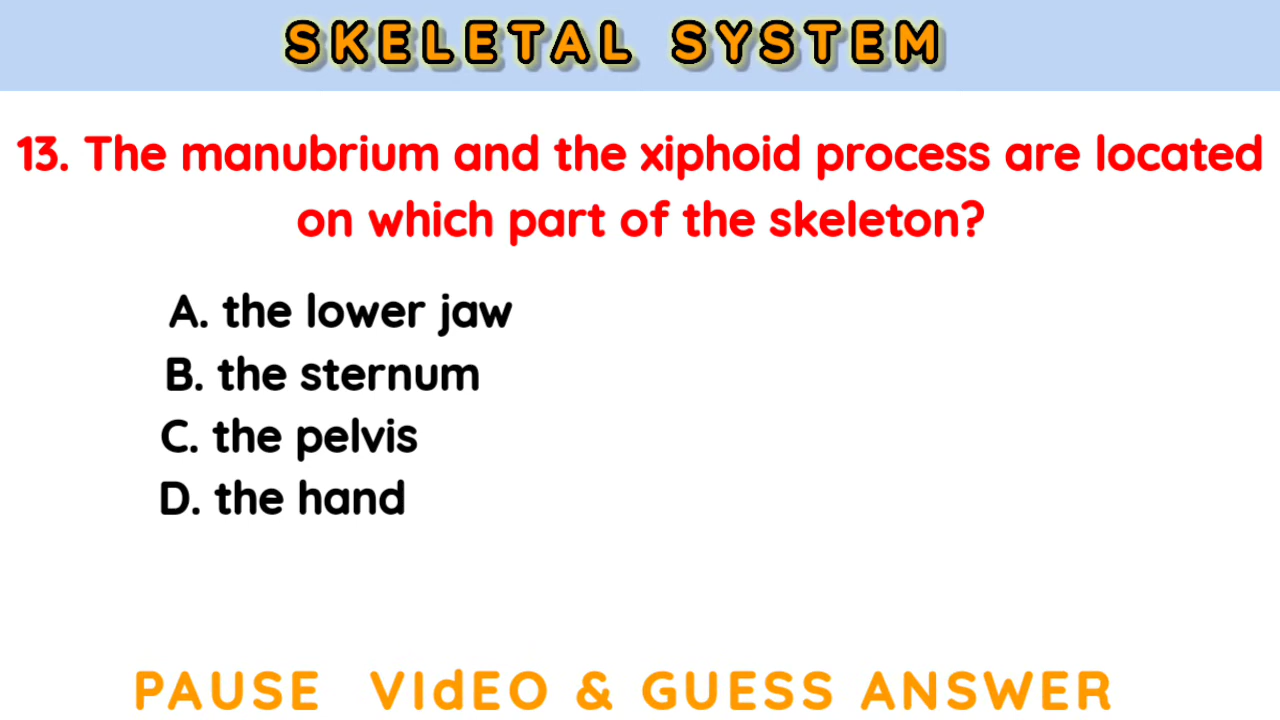 SKELETAL SYSTEM
13. The manubrium and the xiphoid process are located
on which part of the skeleton?
A. the lower jaw
B. the sternum
C. the pelvis
D. the hand
PAUSE VIdEO & GUESS ANSWER